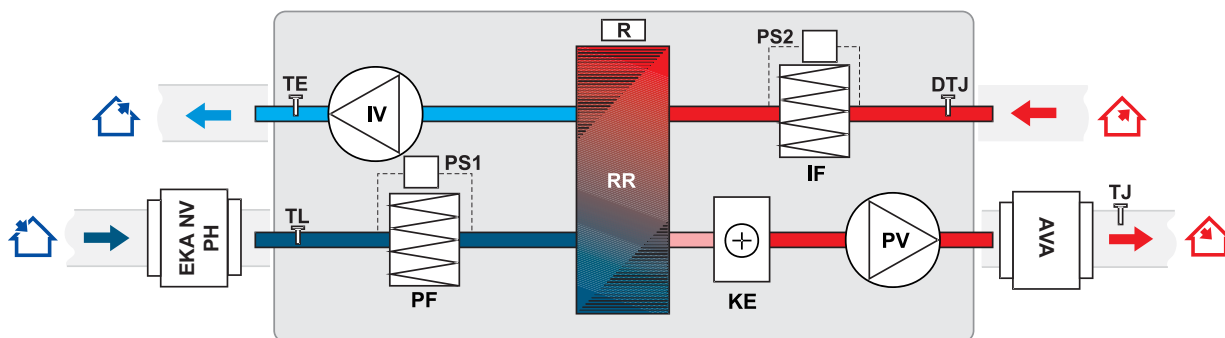 R
PS2
TE
DTJ
IV
PS1
IF
RR
EKA NV
PH
TL
TJ
PV
AVA
PF
KE